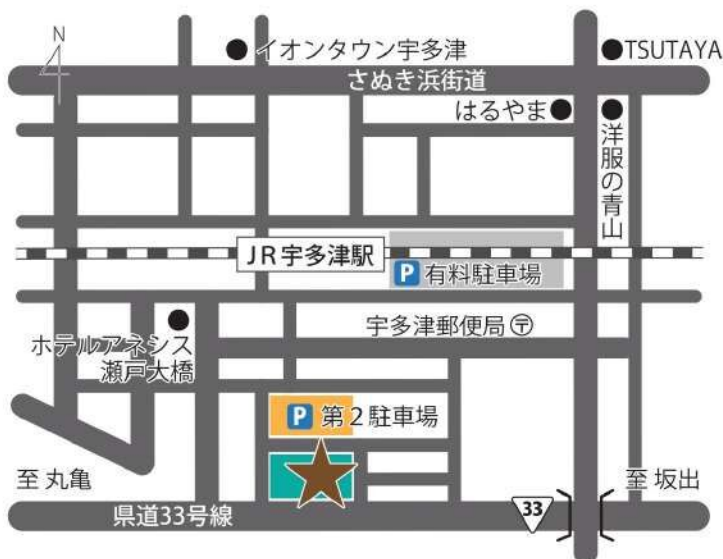 N
イオンタウン宇多津
TSUTAYA
さぬき浜街道
はるやま
洋服の青山
JR宇多津駅
P 有料駐車場
宇多津郵便局〒
ホテルアネシス
瀬戸大橋
P 第2駐車場
至 丸亀
至 坂出
県道33号線
33